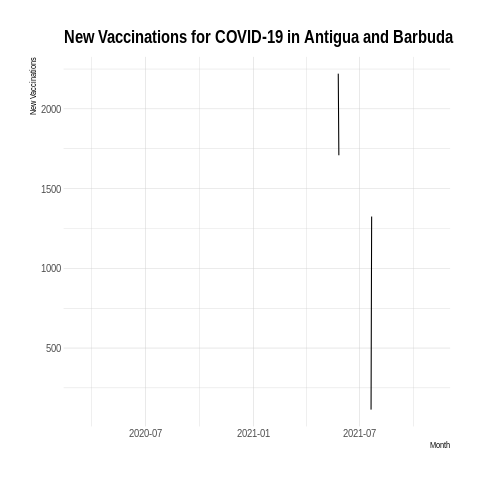 New Vaccinations for COVID-19 in Antigua and Barbuda
New Vaccinations
2000
1500
1000
500
2020-07
2021-01
2021-07
Month